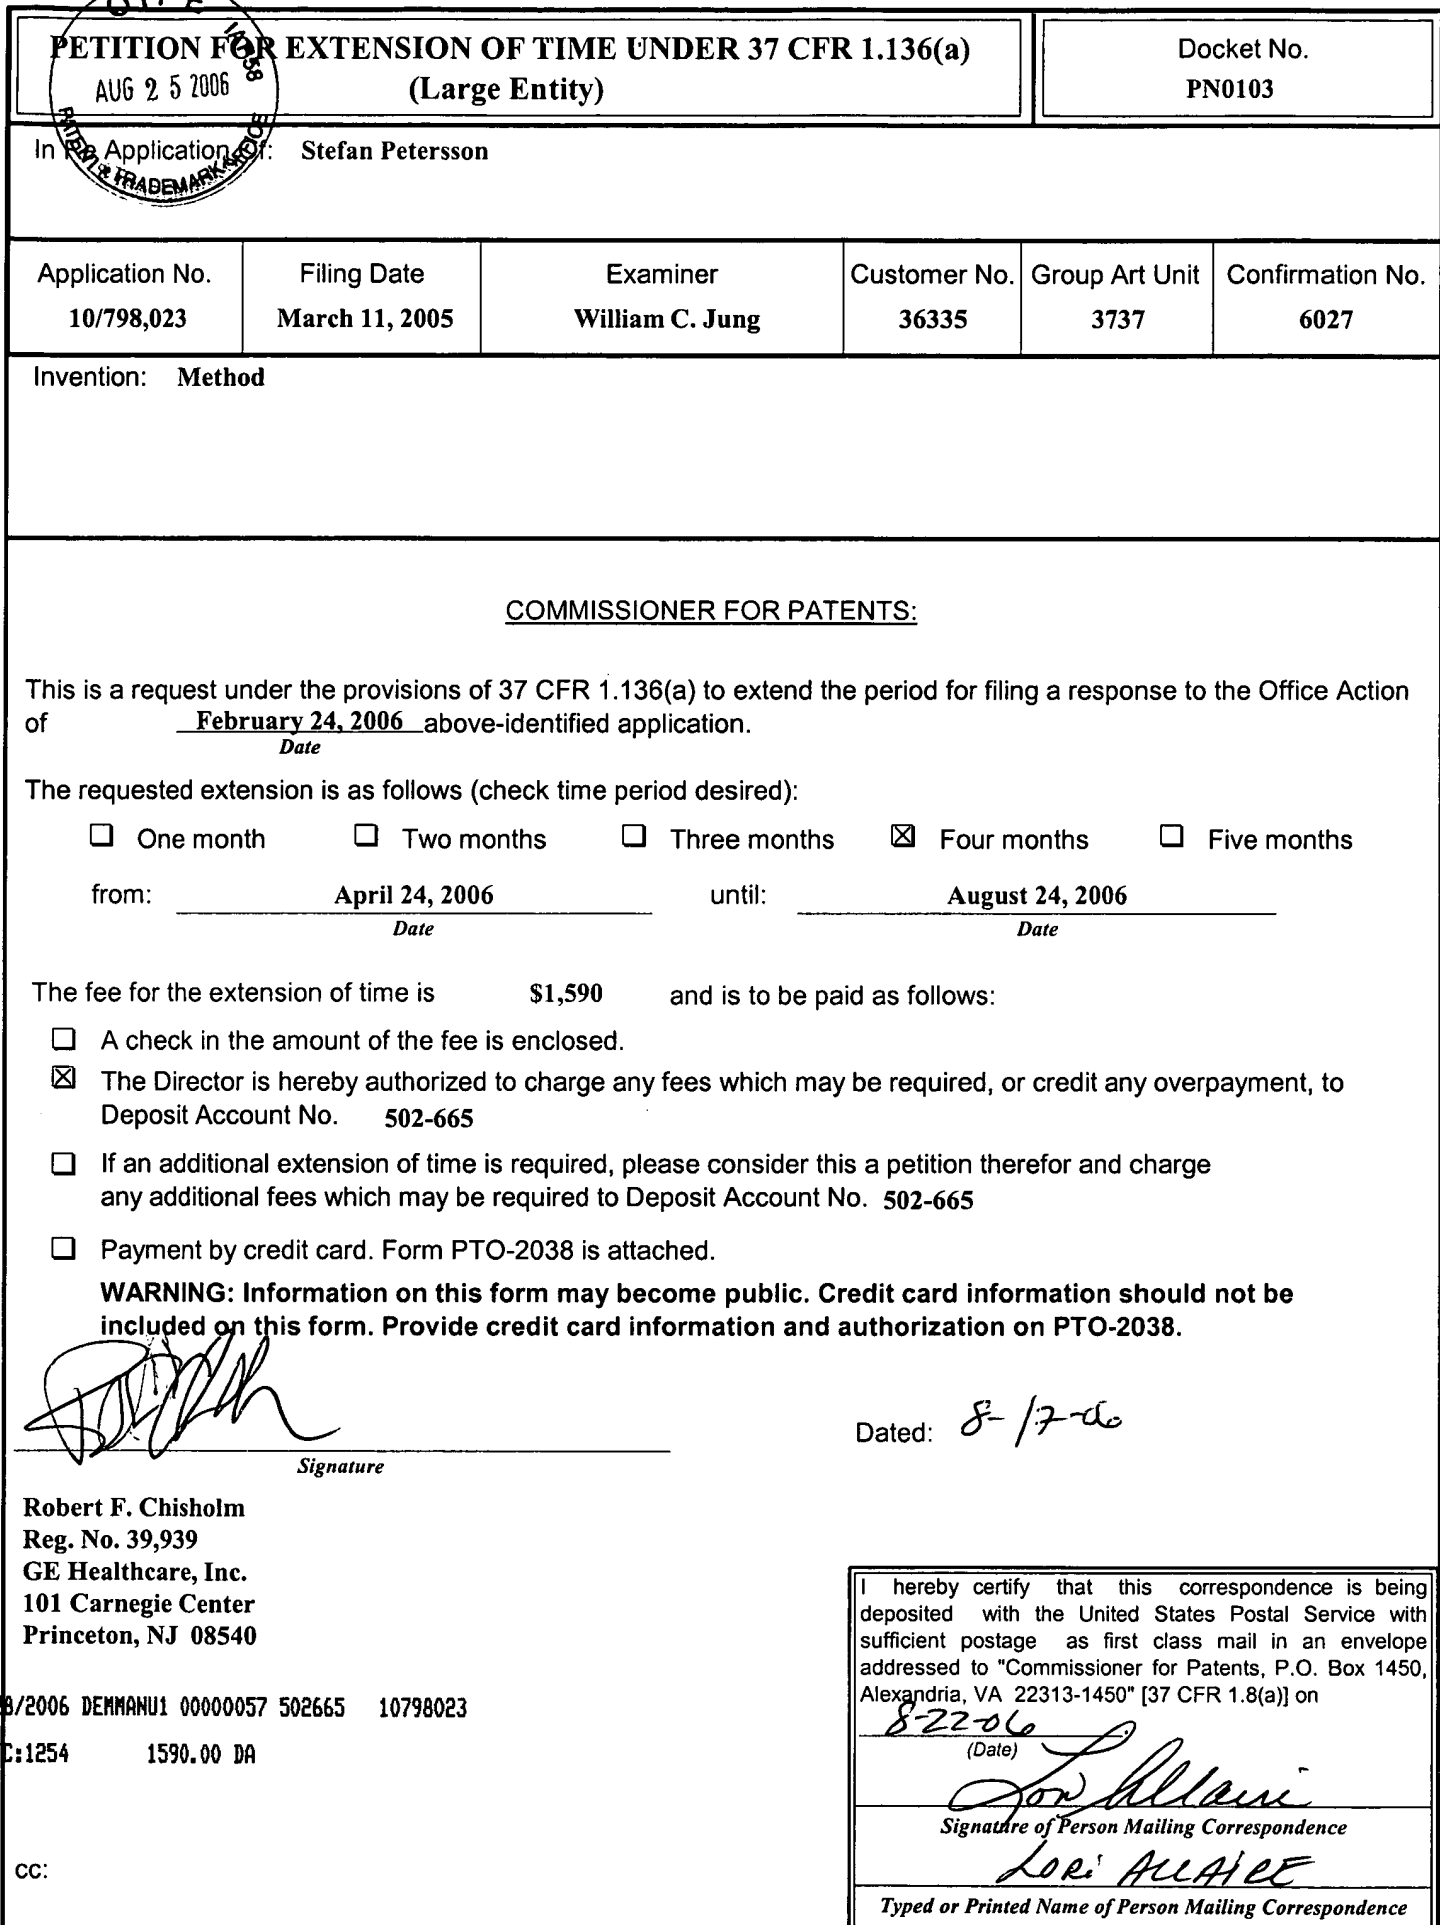 PETITION FOR EXTENSION OF TIME UNDER 37 CFR 1.136(a)
(Large Entity)
Docket No.
PN0103
AUG 25 2006
PATENT & TRADEMARK OFFICE
In Re Application Of: Stefan Petersson
Application No. Filing Date Examiner Customer No. Group Art Unit Confirmation No.
10/798,023 March 11, 2005 William C. Jung 36335 3737 6027
Invention: Method
COMMISSIONER FOR PATENTS:
This is a request under the provisions of 37 CFR 1.136(a) to extend the period for filing a response to the Office Action
of February 24, 2006 above-identified application.
Date
The requested extension is as follows (check time period desired):
☐ One month ☐ Two months ☐ Three months ☒ Four months ☐ Five months
from: April 24, 2006 until: August 24, 2006
Date Date
The fee for the extension of time is $1,590 and is to be paid as follows:
☐ A check in the amount of the fee is enclosed.
☒ The Director is hereby authorized to charge any fees which may be required, or credit any overpayment, to
Deposit Account No. 502-665
☐ If an additional extension of time is required, please consider this a petition therefor and charge
any additional fees which may be required to Deposit Account No. 502-665
☐ Payment by credit card. Form PTO-2038 is attached.
WARNING: Information on this form may become public. Credit card information should not be
included on this form. Provide credit card information and authorization on PTO-2038.
Dated: 8-17-06
Signature
Robert F. Chisholm
Reg. No. 39,939
GE Healthcare, Inc.
101 Carnegie Center
Princeton, NJ 08540
8/2006 DEMMANU1 00000057 502665 10798023
C:1254 1590.00 DA
cc:
I hereby certify that this correspondence is being
deposited with the United States Postal Service with
sufficient postage as first class mail in an envelope
addressed to "Commissioner for Patents, P.O. Box 1450,
Alexandria, VA 22313-1450" [37 CFR 1.8(a)] on
8-22-06
(Date)
Lori Allaire
Signature of Person Mailing Correspondence
LORi ALLAIRE
Typed or Printed Name of Person Mailing Correspondence